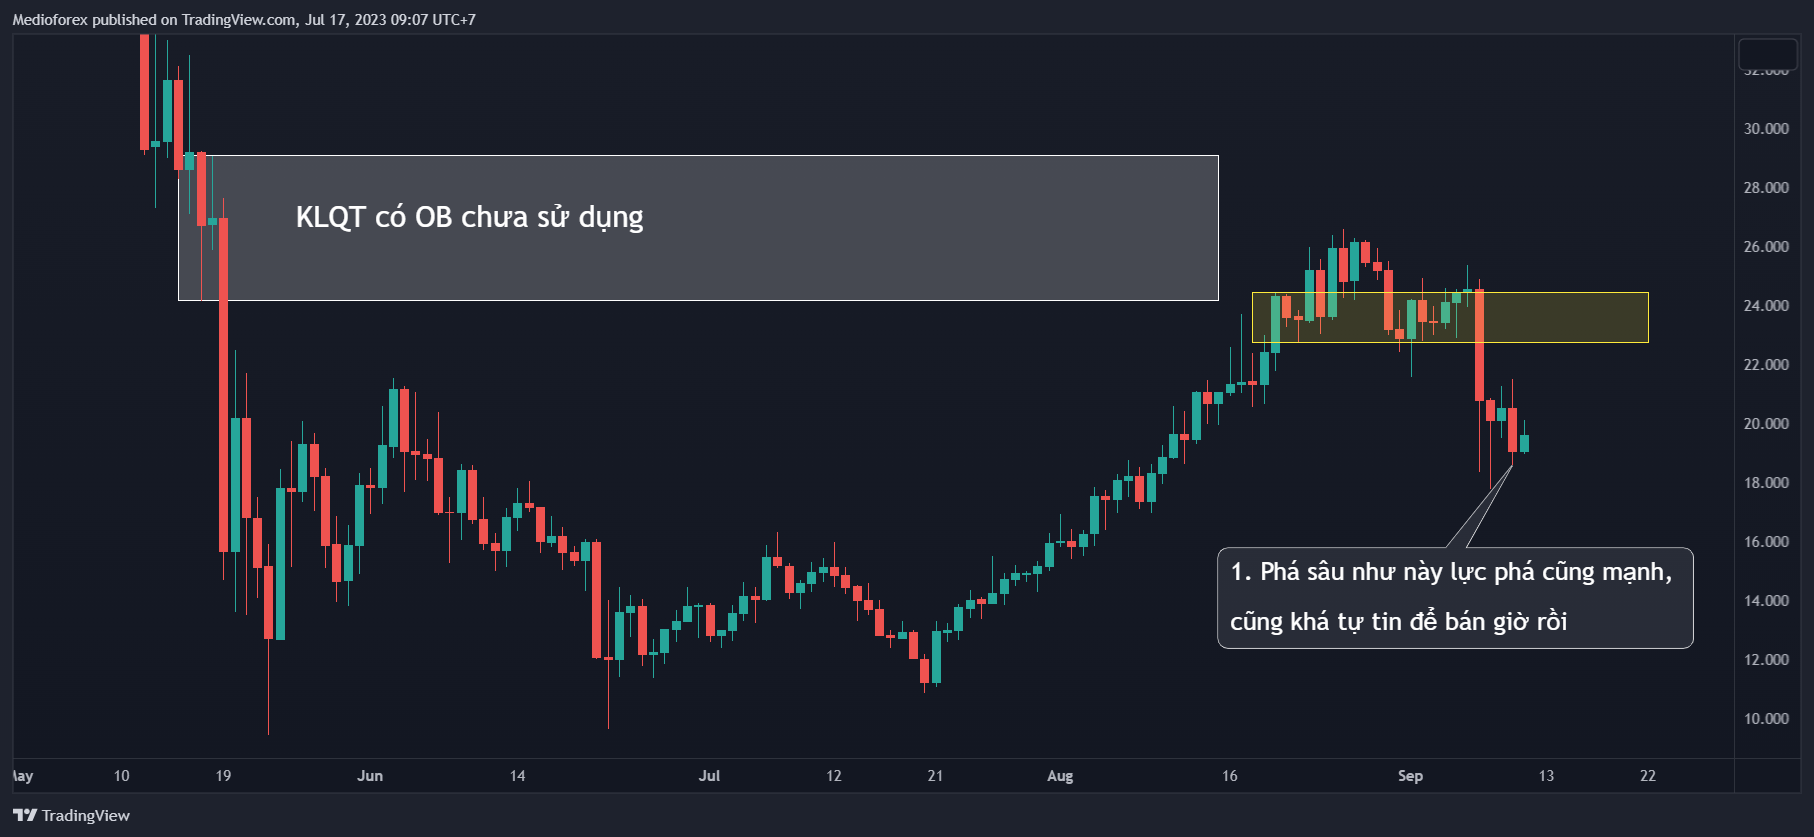 Medioforex published on TradingView.com, Jul 17, 2023 09:07 UTC+7
32.000
30.000
28.000
KLQT có OB chưa sử dụng
26.000
24.000
22.000
20.000
18.000
16.000
1. Phá sâu như này lực phá cũng mạnh,
cũng khá tự tin để bán giờ rồi
14.000
12.000
10.000
May 10 19 Jun 14 Jul 12 21 Aug 16 Sep 13 22
TradingView